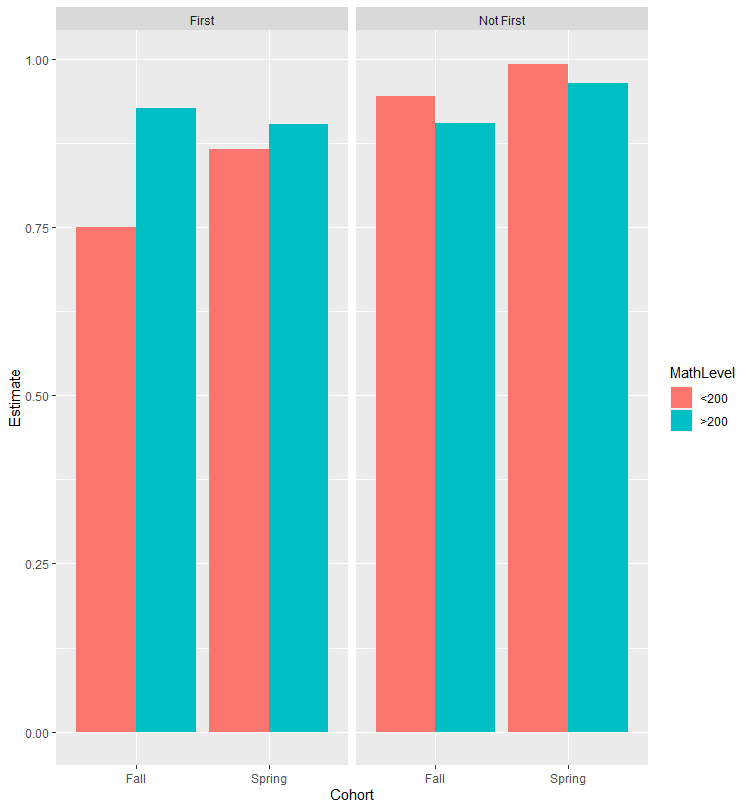 First
Not First
1.00
0.75
0.50
0.25
0.00
Estimate
Fall
Spring
Fall
Spring
Cohort
MathLevel
<200
>200